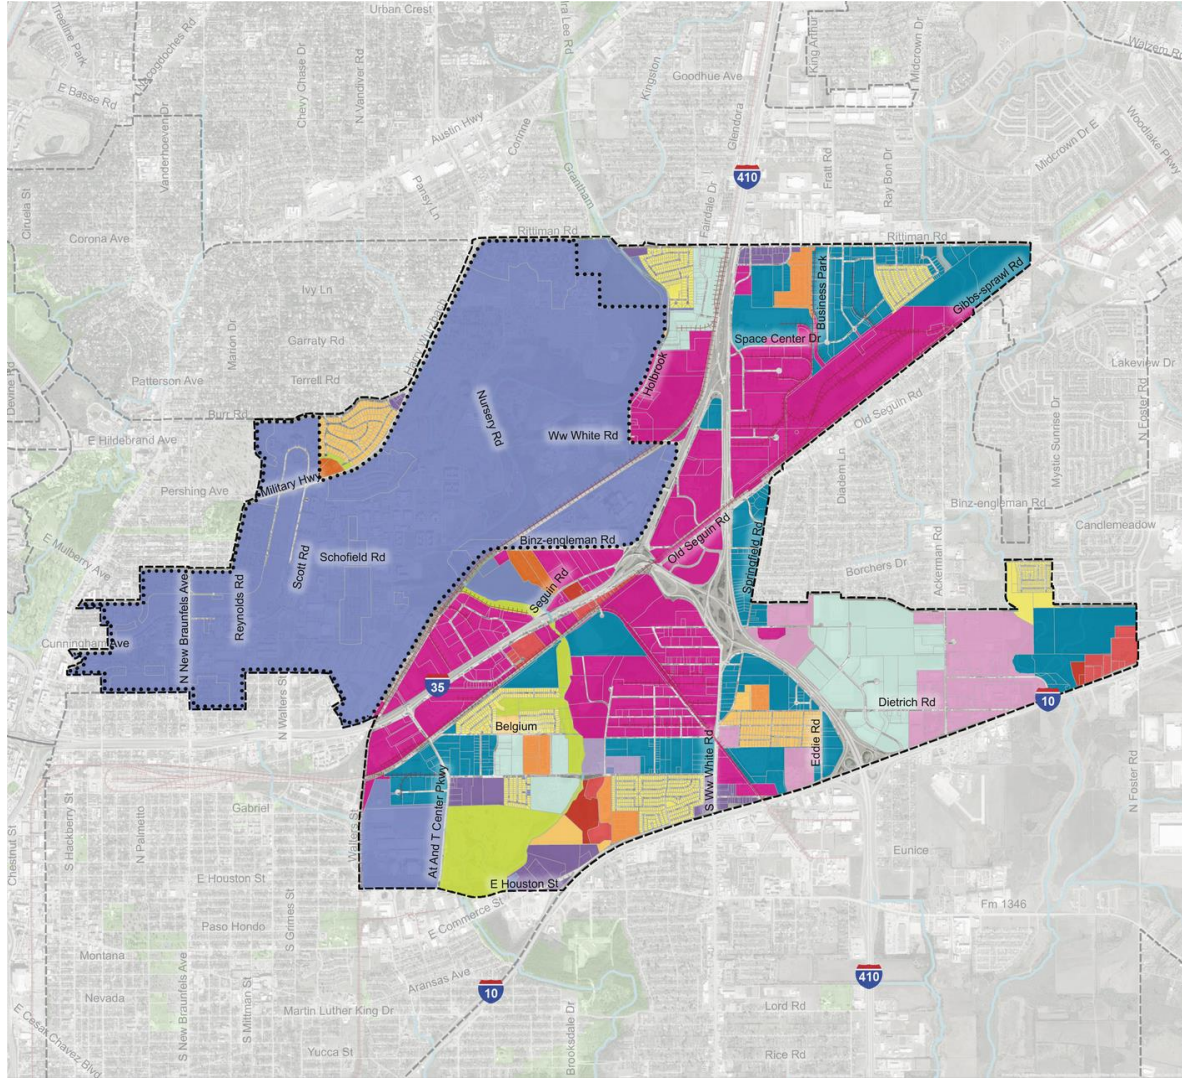 Urban Crest
Treeline Park
Nacogdoches Rd
E Basse Rd
Chevy Chase Dr
N Vandiver Rd
Goodhue Ave
Kingston
King Arthur
Midcrown Dr
Austin Hwy
Corinne
Glendora
Vanderhoeven Dr
Grantham
410
Fratt Rd
Ray Bon Dr
Midcrown Dr E
Woodlake Pkwy
Pansy Ln
Ciruela St
Corona Ave
Rittiman Rd
Fairdale Dr
Rittiman Rd
Ivy Ln
Garraty Rd
Marion Dr
Business Park
Gibbs-sprawl Rd
Space Center Dr
Holbrook
Patterson Ave
Terrell Rd
Lakeview Dr
Burr Rd
Nursery Rd
Old Seguin Rd
N Foster Rd
E Hildebrand Ave
Ww White Rd
Mystic Sunrise Dr
Military Hwy
Pershing Ave
Diadem Ln
Binz-engleman Rd
E Mulberry Ave
Binz-engleman Rd
Old Seguin Rd
Candlemeadow
Schofield Rd
Scott Rd
Springfield Rd
Borchers Dr
Ackerman Rd
Seguin Rd
N New Braunfels Ave
Reynolds Rd
Cunningham Ave
35
N Walters St
10
Dietrich Rd
Belgium
Eddie Rd
S Ww White Rd
At And T Center Pkwy
N Foster Rd
Gabriel
S Hackberry St
N Palmetto
Chestnut St
Eunice
E Houston St
E Houston St
Fm 1346
E Commerce St
S Grimes St
Paso Hondo
Montana
Aransas Ave
410
10
Nevada
S New Braunfels Ave
S Mittman St
Martin Luther King Dr
Lord Rd
E Cesar Chavez Blvd
Yucca St
Brooksdale Dr
Rice Rd